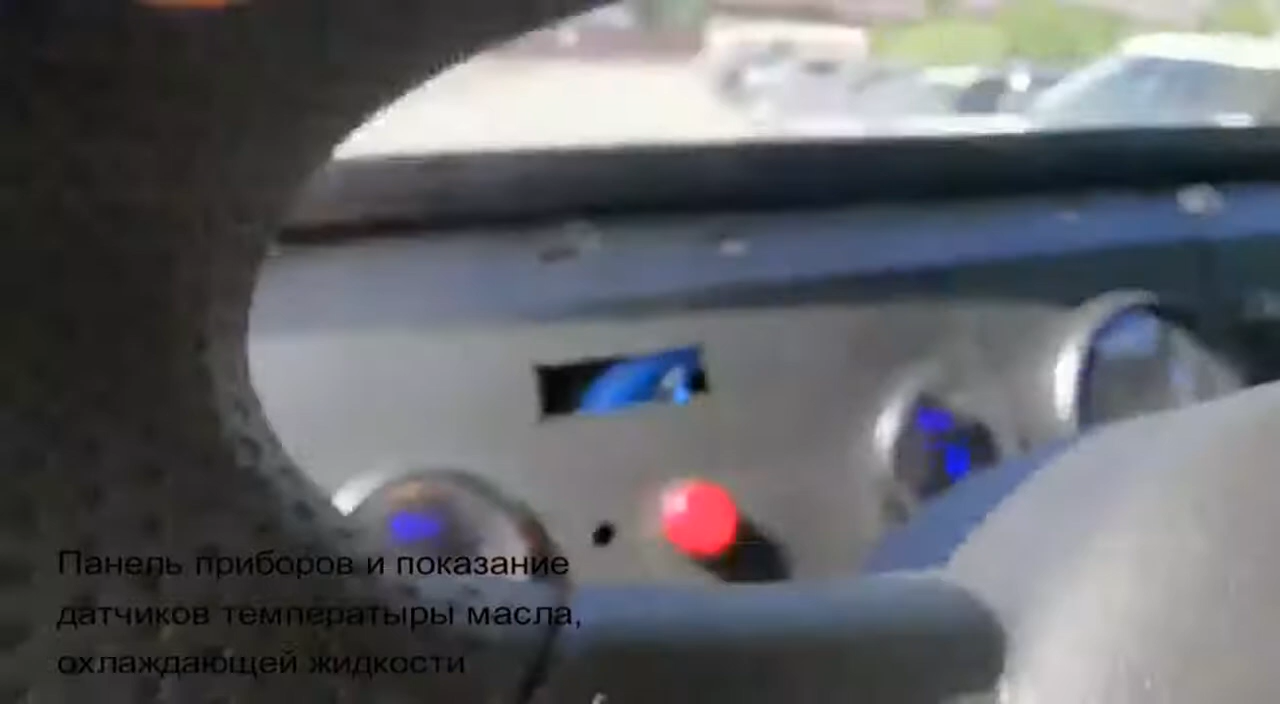 Панель приборов и показание
датчиков температыры масла,
охлаждающей жидкости